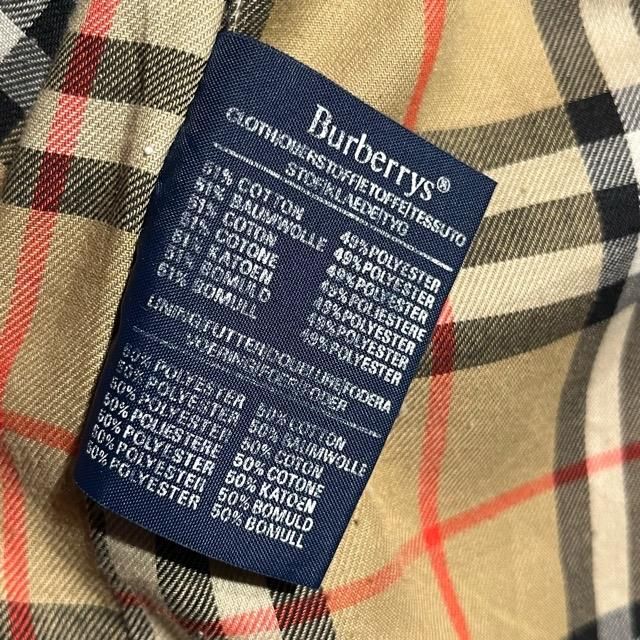 Burberrys®
CLOTH/OBERSTOFF/ETOFFE/TESSUTO
STOF/KLAEDE/TYG
51% COTTON 49% POLYESTER
51% BAUMWOLLE 49% POLYESTER
51% COTON 49% POLYESTER
51% COTONE 49% POLIESTERE
51% KATOEN 49% POLYESTER
51% BOMULD 49% POLYESTER
51% BOMULL 49% POLYESTER
LINING/FUTTER/DOUBLURE/FODERA
50% POLYESTER 50% COTTON
50% POLYESTER 50% BAUMWOLLE
50% POLYESTER 50% COTON
50% POLIESTERE 50% COTONE
50% POLYESTER 50% KATOEN
50% POLYESTER 50% BOMULD
50% POLYESTER 50% BOMULL